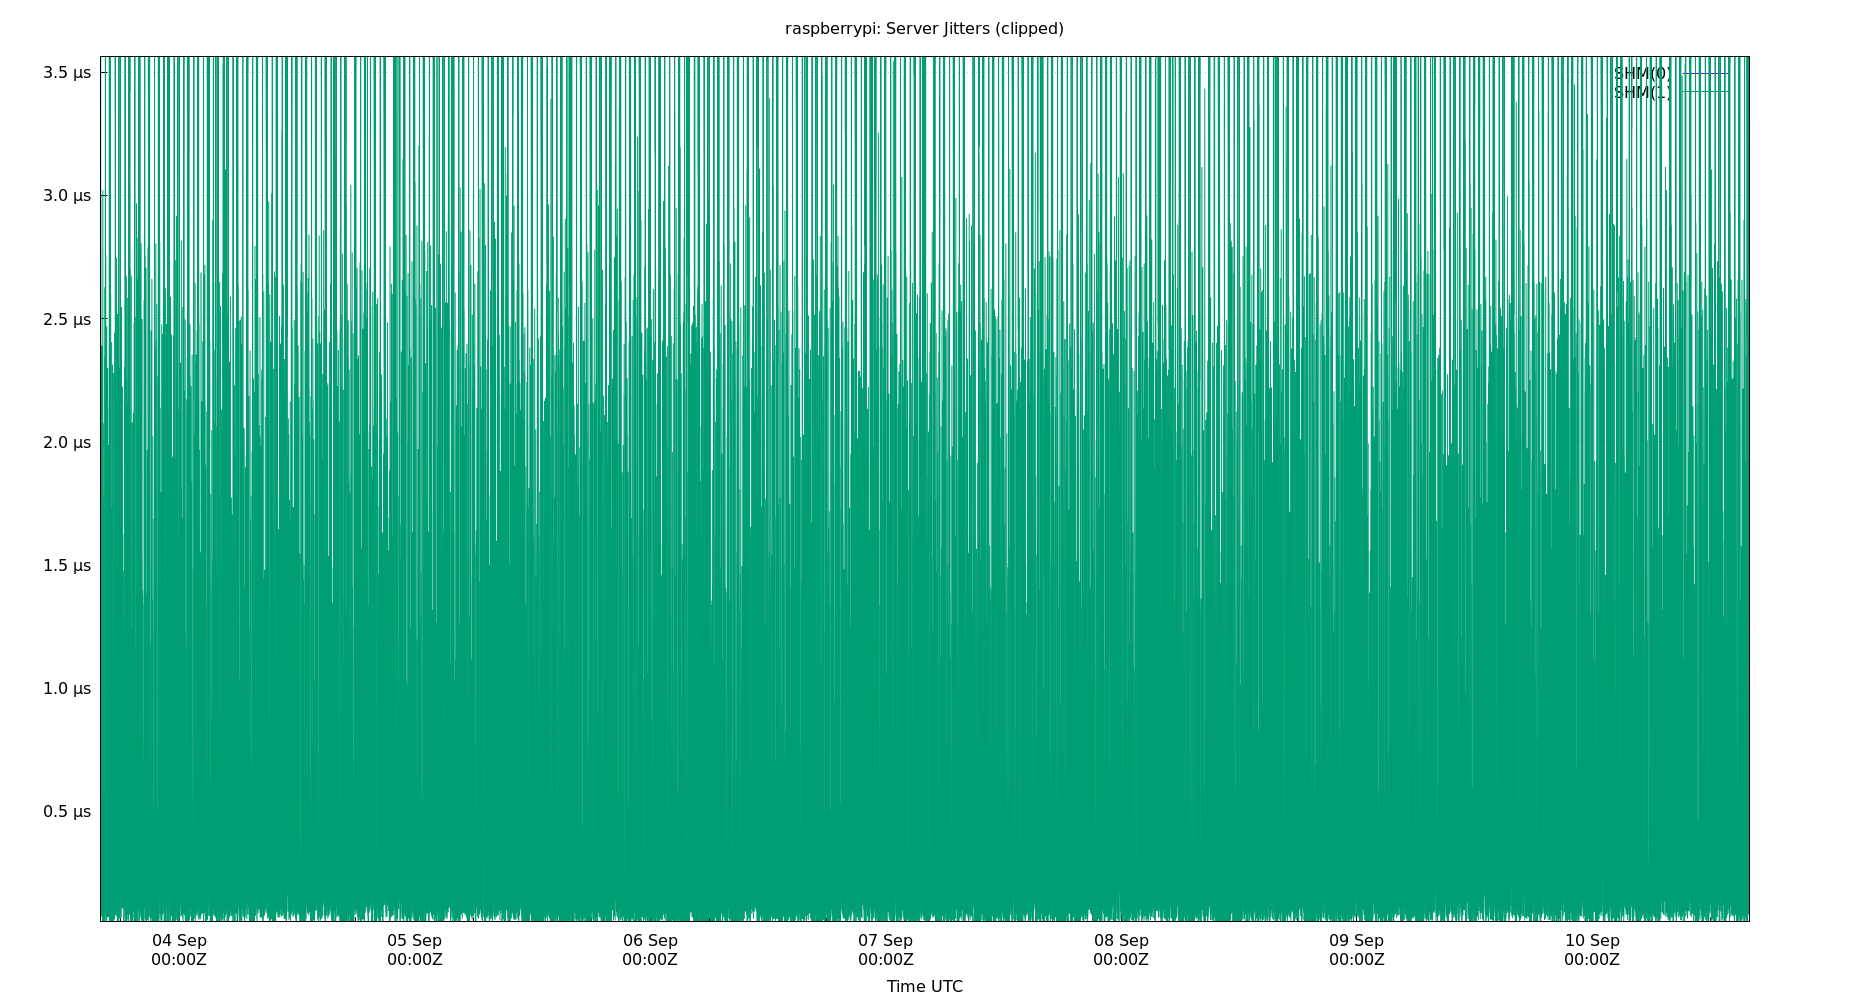 raspberrypi: Server Jitters (clipped)
3.5 µs
3.0 µs
2.5 µs
2.0 µs
1.5 µs
1.0 µs
0.5 µs
SHM(0)
SHM(1)
04 Sep
00:00Z
05 Sep
00:00Z
06 Sep
00:00Z
07 Sep
00:00Z
08 Sep
00:00Z
09 Sep
00:00Z
10 Sep
00:00Z
Time UTC